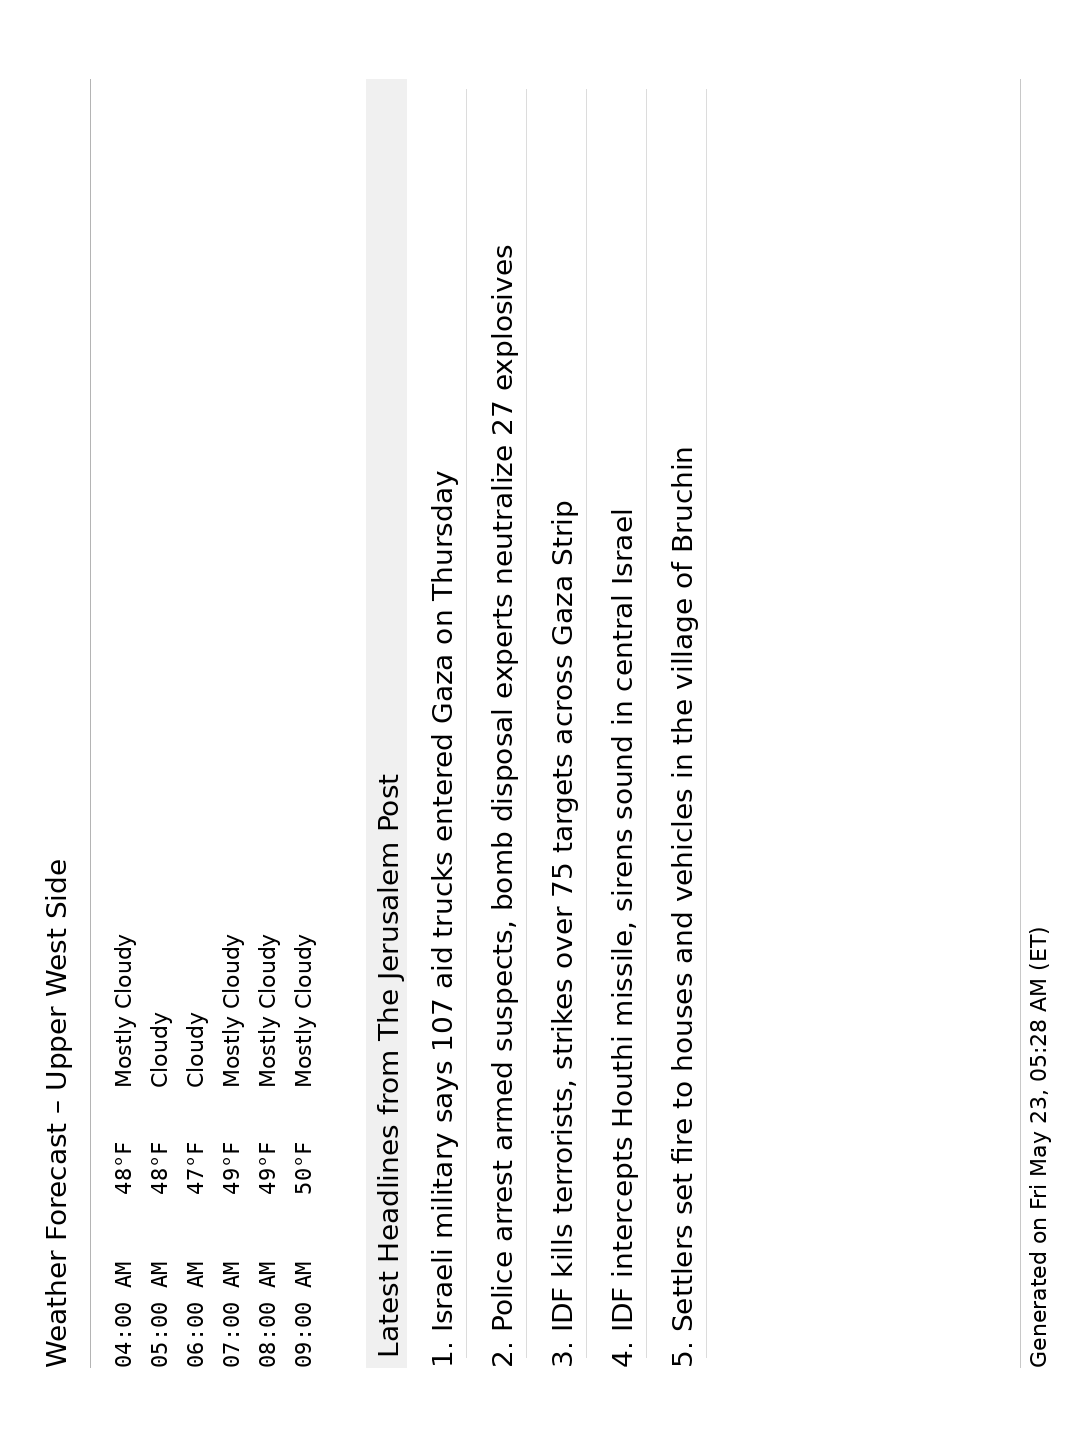 Weather Forecast – Upper West Side
04:00 AM 48°F Mostly Cloudy
05:00 AM 48°F Cloudy
06:00 AM 47°F Cloudy
07:00 AM 49°F Mostly Cloudy
08:00 AM 49°F Mostly Cloudy
09:00 AM 50°F Mostly Cloudy
Latest Headlines from The Jerusalem Post
1. Israeli military says 107 aid trucks entered Gaza on Thursday
2. Police arrest armed suspects, bomb disposal experts neutralize 27 explosives
3. IDF kills terrorists, strikes over 75 targets across Gaza Strip
4. IDF intercepts Houthi missile, sirens sound in central Israel
5. Settlers set fire to houses and vehicles in the village of Bruchin
Generated on Fri May 23, 05:28 AM (ET)